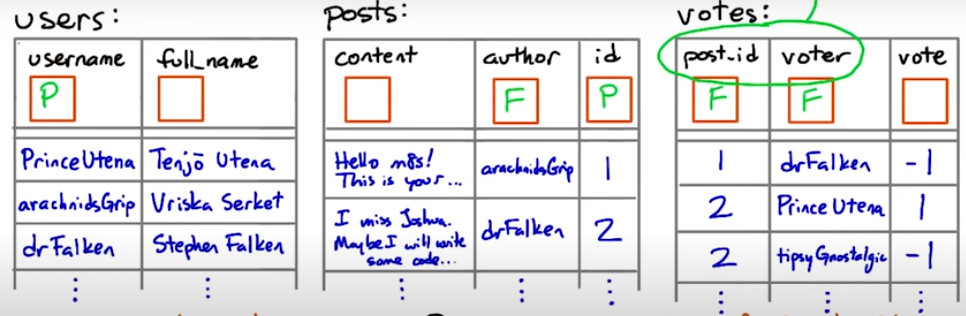 users:
username full_name
P
PrinceUtena Tenjō Utena
arachnidsGrip Vriska Serket
drFalken Stephen Falken
posts:
content author id
F P
Hello m8s!
This is your... arachnidsGrip 1
I miss Joshua.
Maybe I will write
some code... drFalken 2
votes:
post_id voter vote
F F
1 drFalken -1
2 PrinceUtena 1
2 tipsyGnostalgic -1